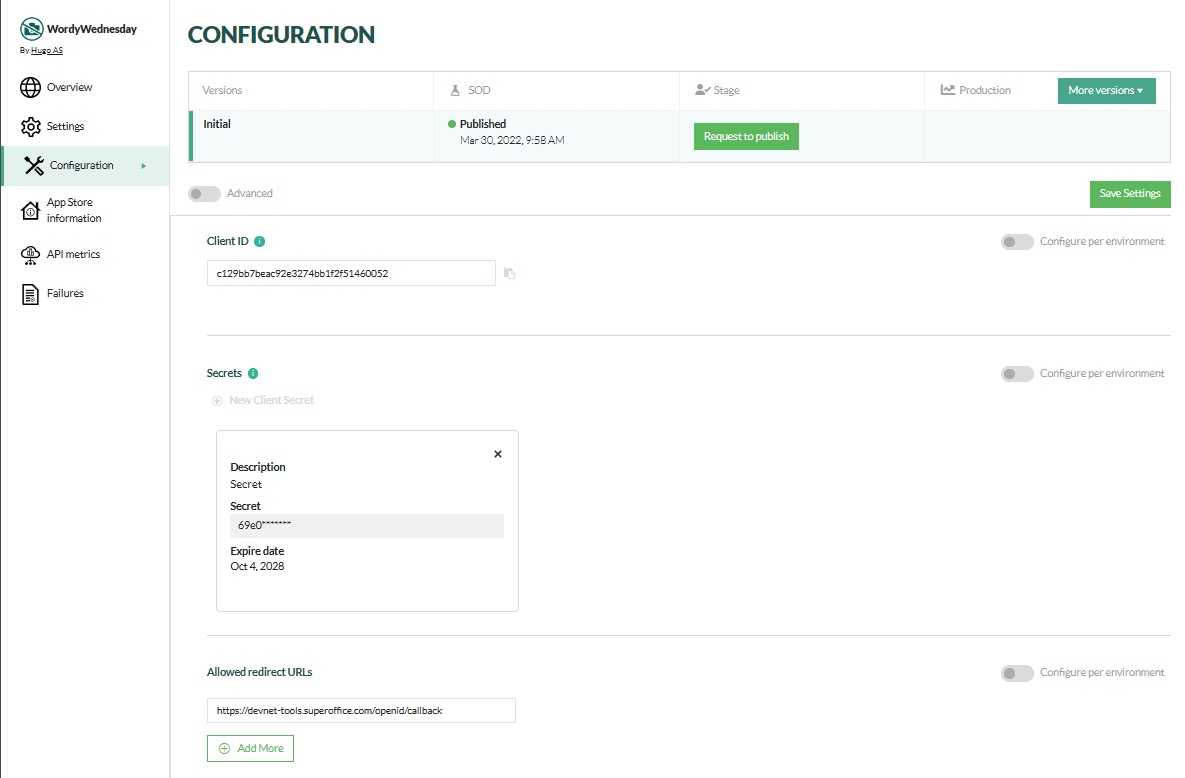 WordyWednesday
By Hugo AS
Overview
Settings
Configuration
App Store
information
API metrics
Failures
CONFIGURATION
Versions
SOD
Stage
Production
More versions
Initial
Published
Mar 30, 2022, 9:58 AM
Request to publish
Advanced
Save Settings
Client ID
Configure per environment
c129bb7beac92e3274bb1f2f51460052
Secrets
Configure per environment
New Client Secret
Description
Secret
Secret
69e0*******
Expire date
Oct 4, 2028
Allowed redirect URLs
Configure per environment
https://devnet-tools.superoffice.com/openid/callback
Add More